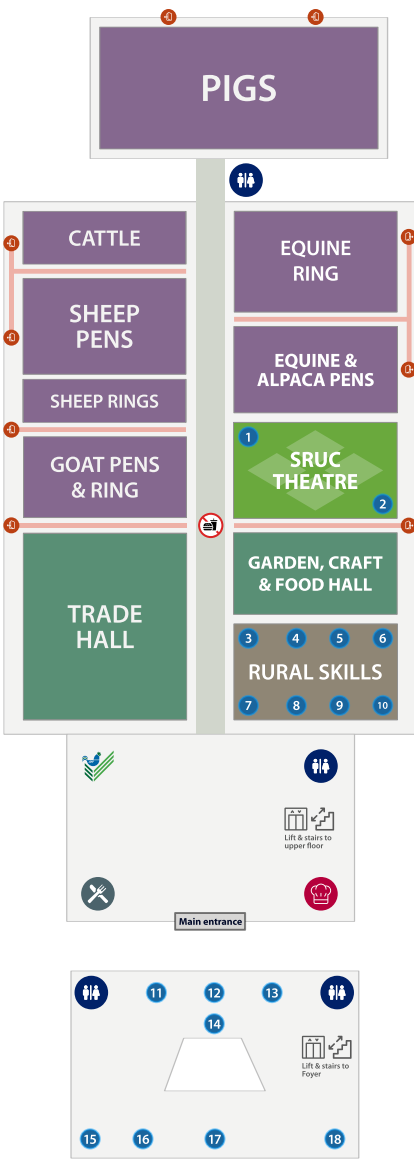 PIGS
CATTLE
EQUINE
RING
SHEEP
PENS
EQUINE &
ALPACA PENS
SHEEP RINGS
1
SRUC
THEATRE
2
GOAT PENS
& RING
GARDEN, CRAFT
& FOOD HALL
TRADE
HALL
3 4 5 6
RURAL SKILLS
7 8 9 10
Lift & stairs to
upper floor
Main entrance
11 12 13
14
Lift & stairs to
Foyer
15 16 17 18